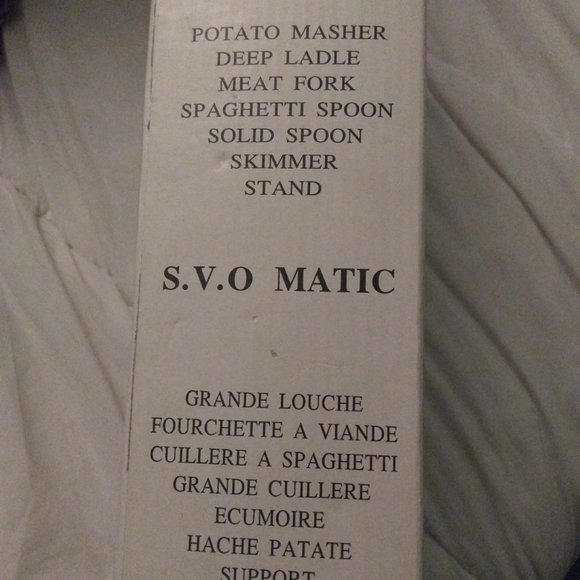 POTATO MASHER
DEEP LADLE
MEAT FORK
SPAGHETTI SPOON
SOLID SPOON
SKIMMER
STAND
S.V.O MATIC
GRANDE LOUCHE
FOURCHETTE A VIANDE
CUILLERE A SPAGHETTI
GRANDE CUILLERE
ECUMOIRE
HACHE PATATE
SUPPORT